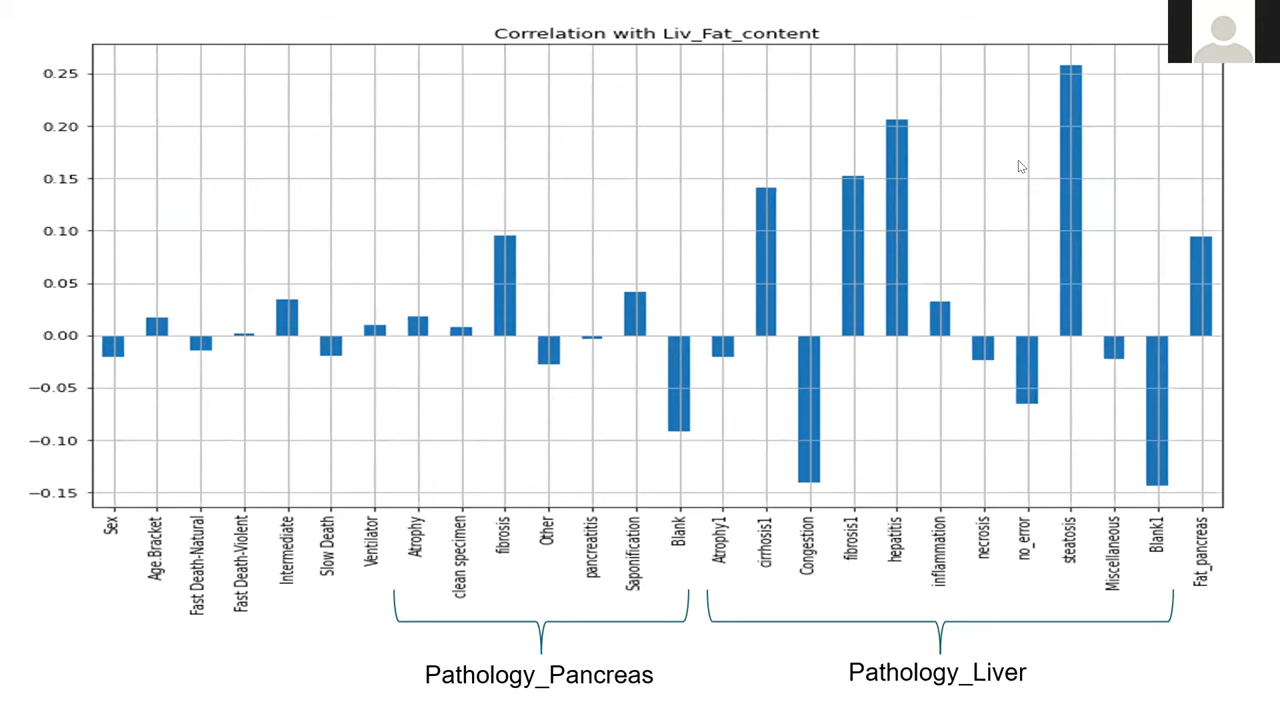 Correlation with Liv_Fat_content
0.25
0.20
0.15
0.10
0.05
0.00
−0.05
−0.10
−0.15
Sex
Age.Bracket
Fast Death-Natural
Fast Death-Violent
Intermediate
Slow Death
Ventilator
Atrophy
clean specimen
fibrosis
Other
pancreatitis
Saponification
Blank
Atrophy1
cirrhosis1
Congestion
fibrosis1
hepatitis
inflammation
necrosis
no_error
steatosis
Miscellaneous
Blank1
Fat_pancreas
Pathology_Pancreas
Pathology_Liver